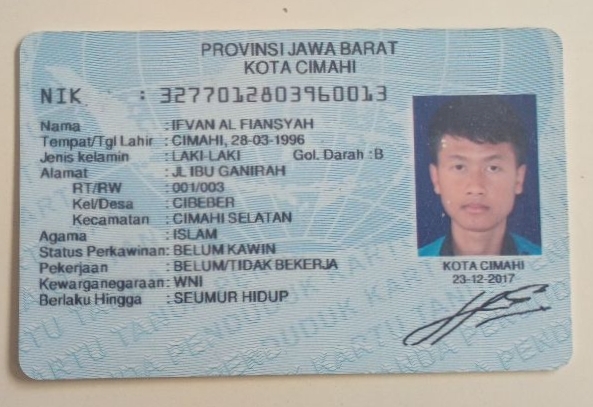 PROVINSI JAWA BARAT
KOTA CIMAHI
NIK : 3277012803960013
Nama : IFVAN AL FIANSYAH
Tempat/Tgl Lahir : CIMAHI, 28-03-1996
Jenis kelamin : LAKI-LAKI Gol. Darah :B
Alamat : JL IBU GANIRAH
RT/RW : 001/003
Kel/Desa : CIBEBER
Kecamatan : CIMAHI SELATAN
Agama : ISLAM
Status Perkawinan: BELUM KAWIN
Pekerjaan : BELUM/TIDAK BEKERJA
Kewarganegaraan: WNI
Berlaku Hingga : SEUMUR HIDUP
KOTA CIMAHI
23-12-2017